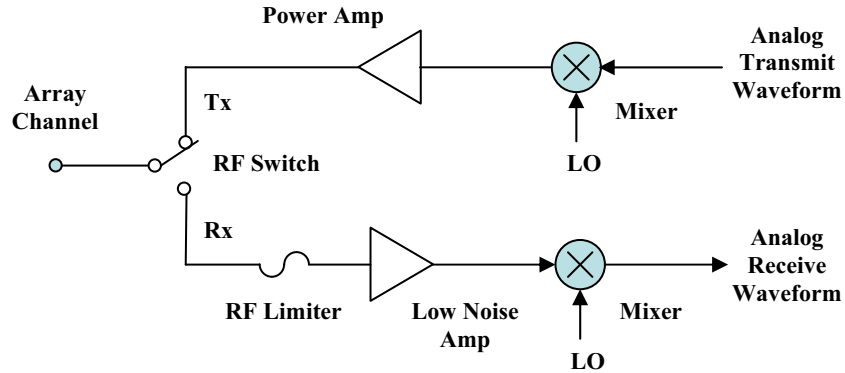 Power Amp
Analog
Transmit
Waveform
Mixer
LO
Array
Channel
Tx
RF Switch
Rx
RF Limiter
Low Noise
Amp
Mixer
LO
Analog
Receive
Waveform